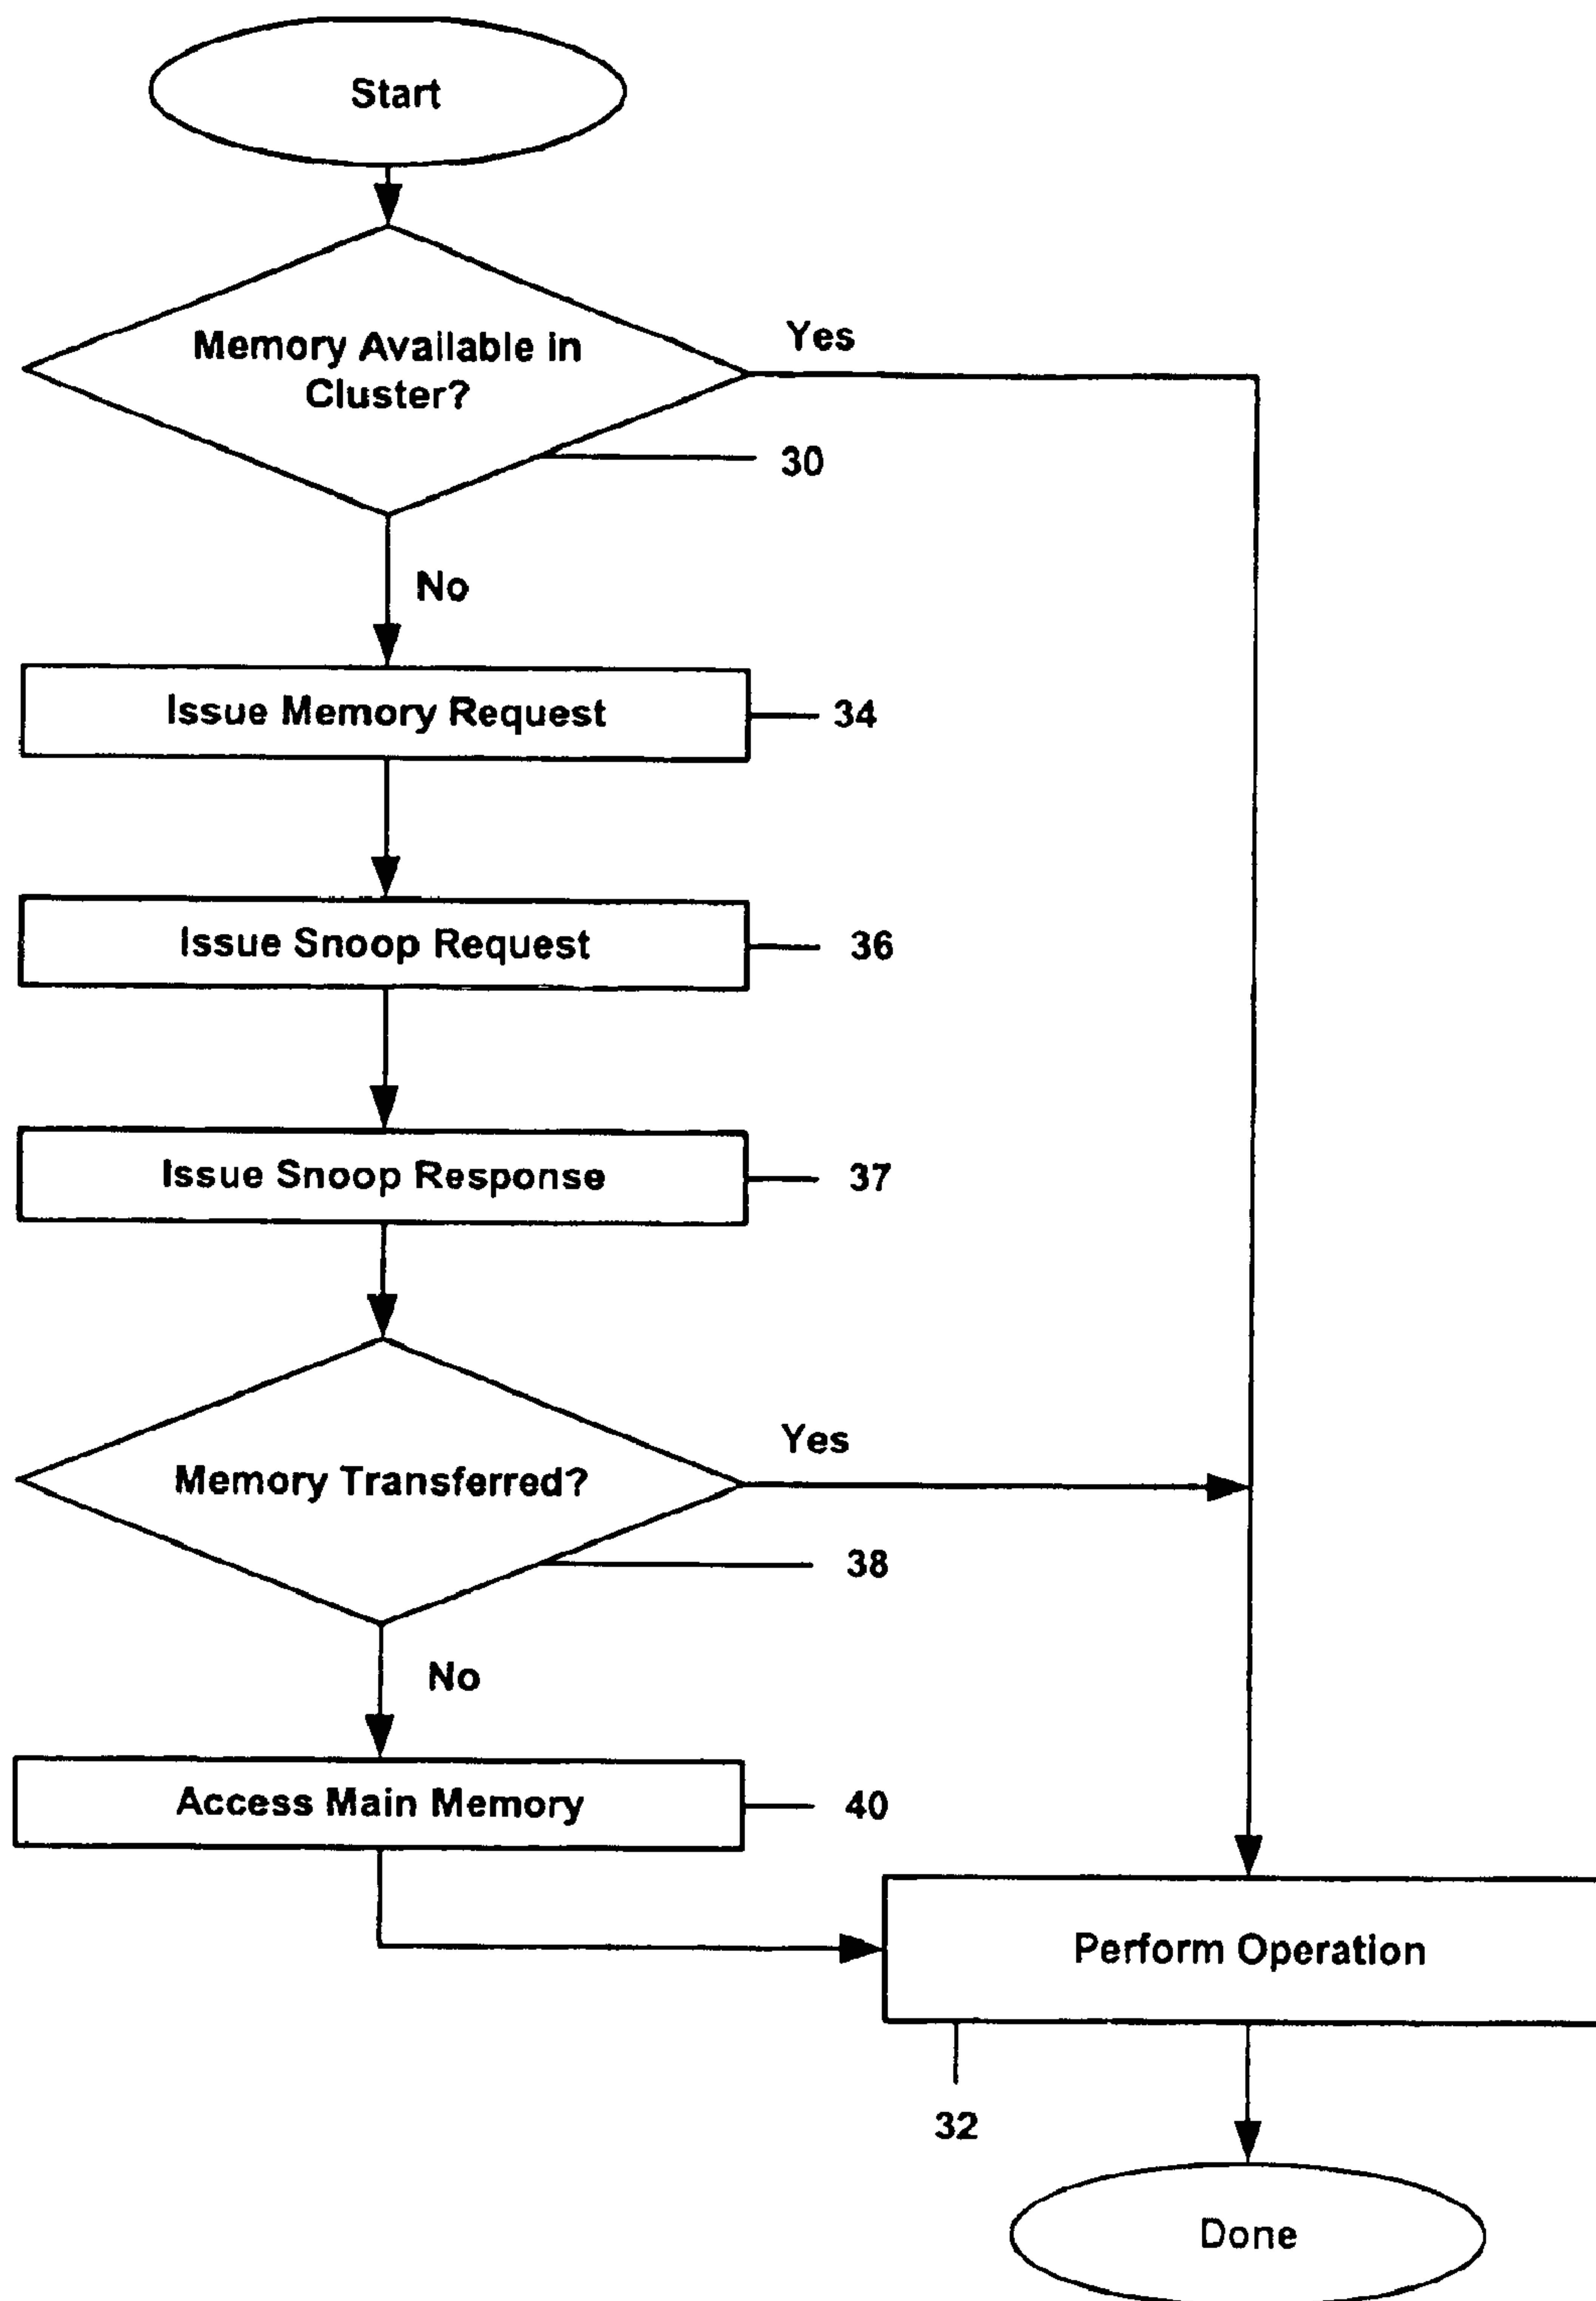 Start
Memory Available in
Cluster?
Yes
30
No
Issue Memory Request
34
Issue Snoop Request
36
Issue Snoop Response
37
Memory Transferred?
Yes
38
No
Access Main Memory
40
Perform Operation
32
Done